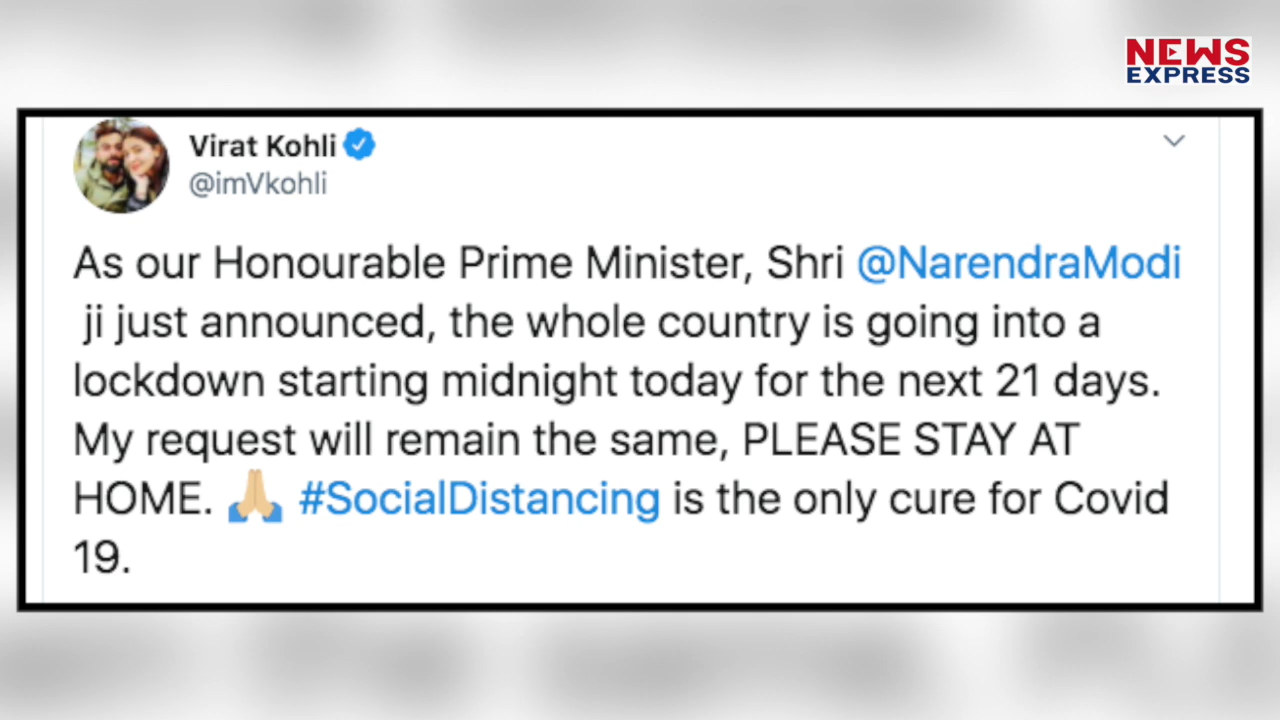 NEWS
EXPRESS
Virat Kohli
@imVkohli
As our Honourable Prime Minister, Shri @NarendraModi
ji just announced, the whole country is going into a
lockdown starting midnight today for the next 21 days.
My request will remain the same, PLEASE STAY AT
HOME. 🙏🏼 #SocialDistancing is the only cure for Covid
19.